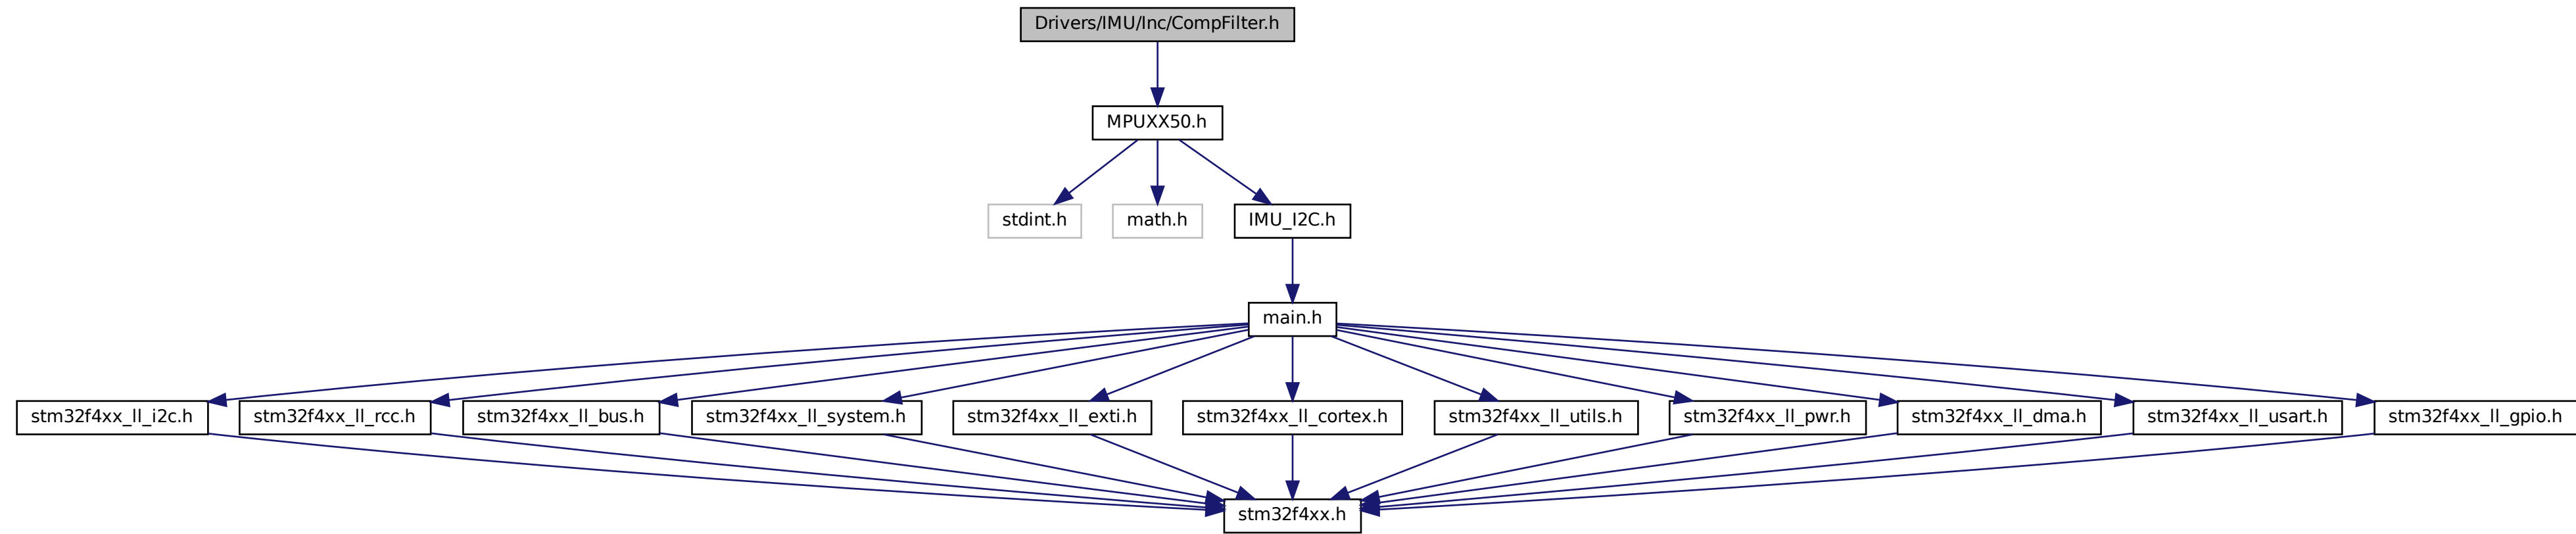 Drivers/IMU/Inc/CompFilter.h
MPUXX50.h
stdint.h
math.h
IMU_I2C.h
main.h
stm32f4xx_ll_i2c.h
stm32f4xx_ll_rcc.h
stm32f4xx_ll_bus.h
stm32f4xx_ll_system.h
stm32f4xx_ll_exti.h
stm32f4xx_ll_cortex.h
stm32f4xx_ll_utils.h
stm32f4xx_ll_pwr.h
stm32f4xx_ll_dma.h
stm32f4xx_ll_usart.h
stm32f4xx_ll_gpio.h
stm32f4xx.h